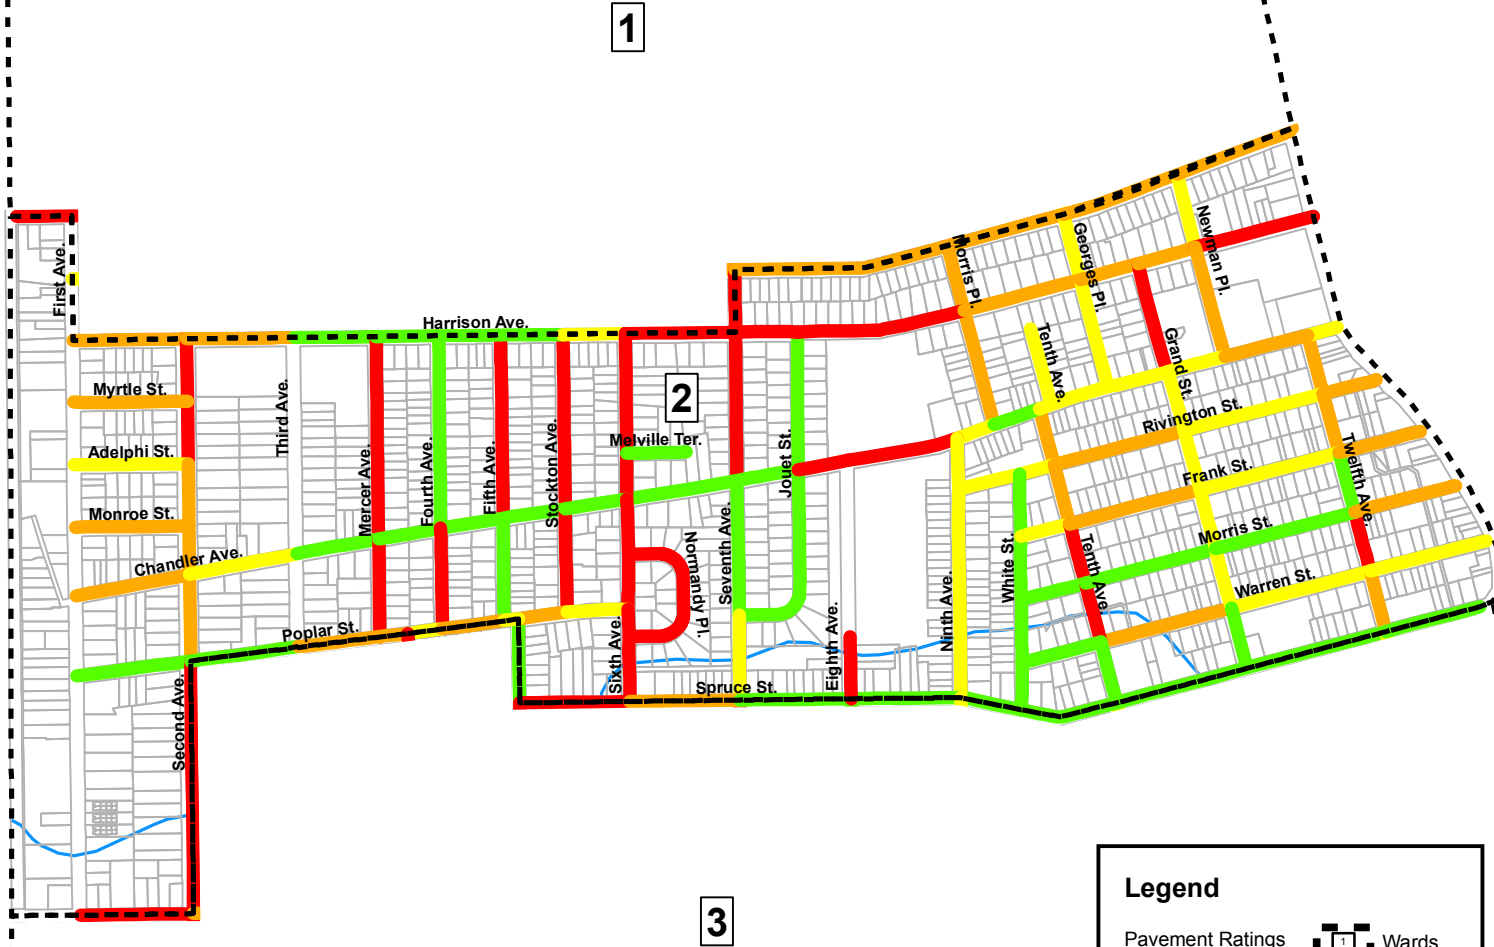 1
First Ave.
Harrison Ave.
Morris Pl.
Georges Pl.
Newman Pl.
Myrtle St.
Third Ave.
2
Tenth Ave.
Grand St.
Adelphi St.
Mercer Ave.
Fourth Ave.
Fifth Ave.
Stockton Ave.
Melville Ter.
Jouet St.
Rivington St.
Frank St.
Twelfth Ave.
Monroe St.
Chandler Ave.
Normandy Pl.
Seventh Ave.
White St.
Morris St.
Tenth Ave.
Warren St.
Poplar St.
Sixth Ave.
Eighth Ave.
Ninth Ave.
Second Ave.
Spruce St.
3
Legend
Pavement Ratings
1
Wards